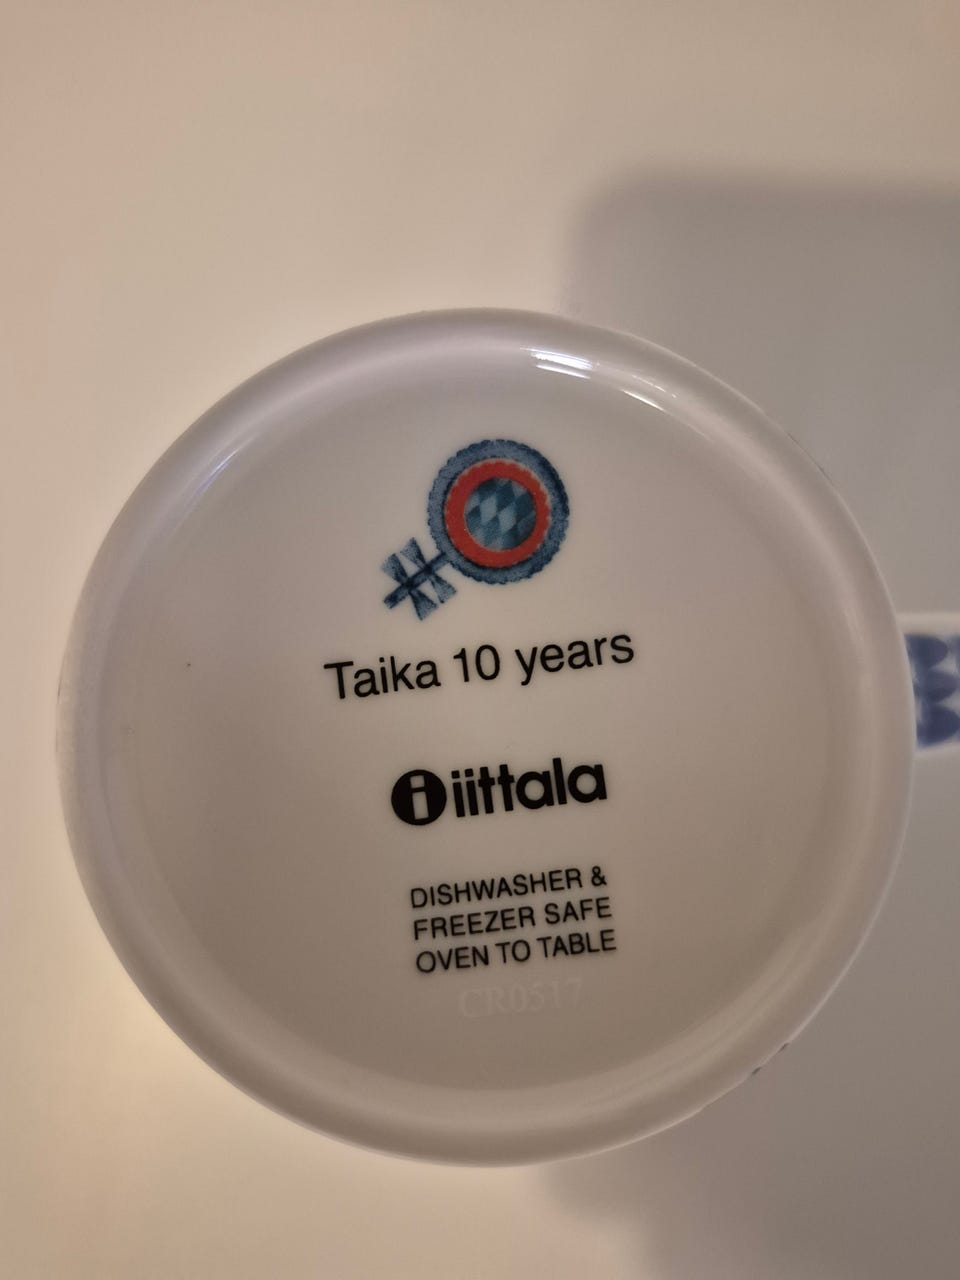 Taika 10 years
iittala
DISHWASHER &
FREEZER SAFE
OVEN TO TABLE
CR0517